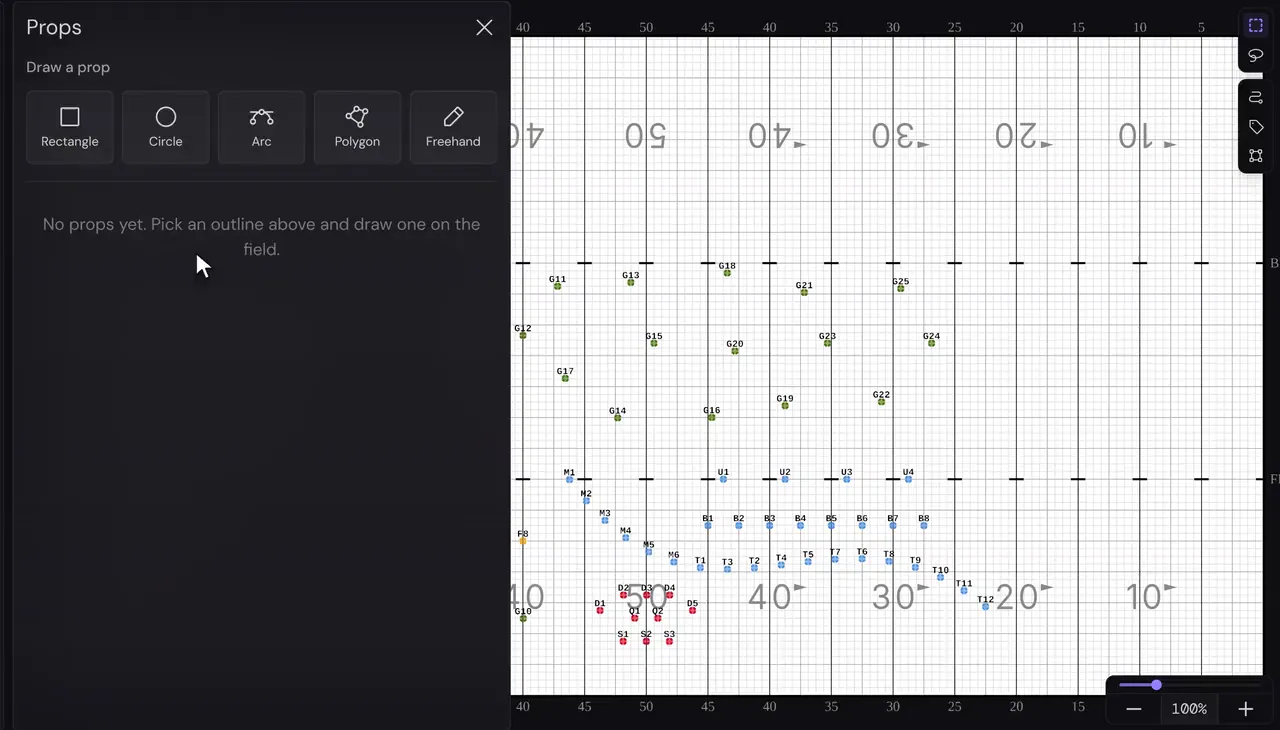 Props
Draw a prop
Rectangle Circle Arc Polygon Freehand
No props yet. Pick an outline above and draw one on the
field.
40 45 50 45 40 35 30 25 20 15 10 5
40 50 40 30 20 10
B
G18
G11 G13 G21 G25
G12 G15 G20 G23 G24
G17
G14 G16 G19 G22
M1 U1 U2 U3 U4
M2
M3 B1 B2 B3 B4 B5 B6 B7 B8
F8 M4
M5
M6 T1 T3 T2 T4 T5 T7 T6 T8 T9
T10
T11
T12
D2 D3 D4
40 50 40 30 20 10
D1 D5
G10 Q1 Q2
S1 S2 S3
40 45 50 45 40 35 30 25 20 15
100%